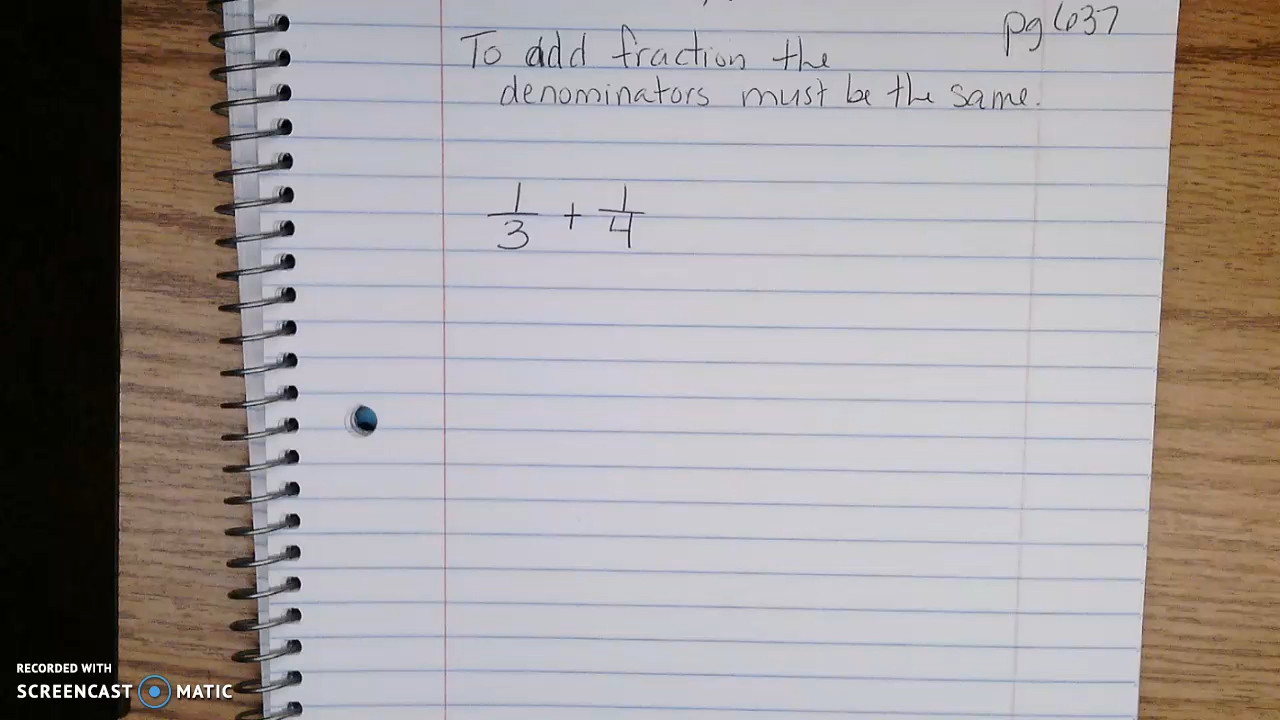 pg 637
To add fraction the
denominators must be the same.
1/3 + 1/4
RECORDED WITH
SCREENCAST MATIC